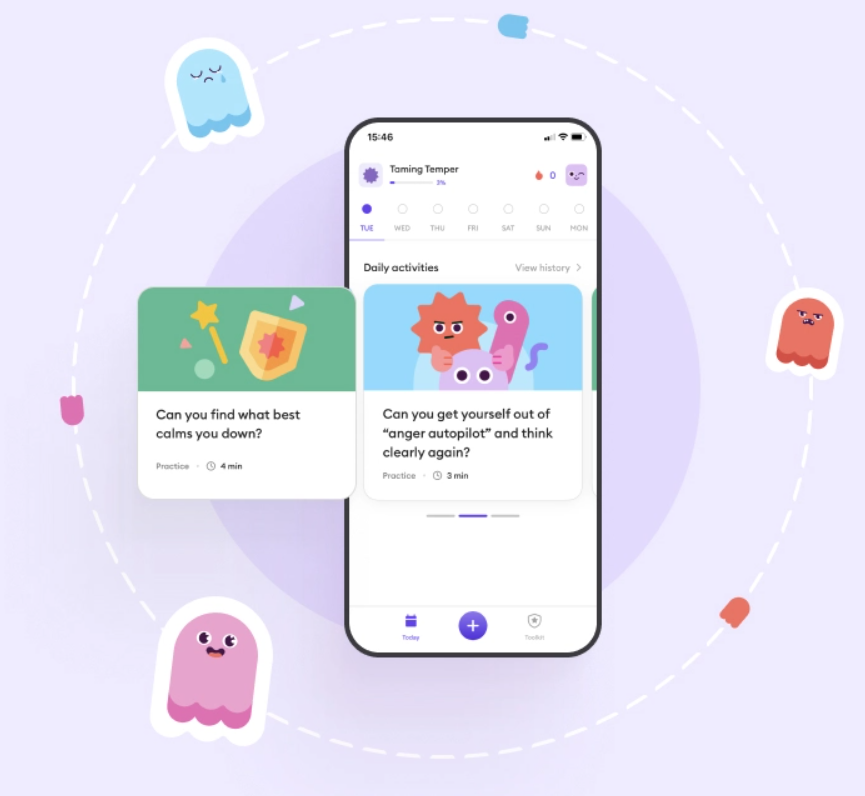 15:46
Taming Temper
3%
0
TUE WED THU FRI SAT SUN MON
Daily activities View history
Can you find what best
calms you down?
Practice · 4 min
Can you get yourself out of
“anger autopilot” and think
clearly again?
Practice · 3 min
Today
Toolkit